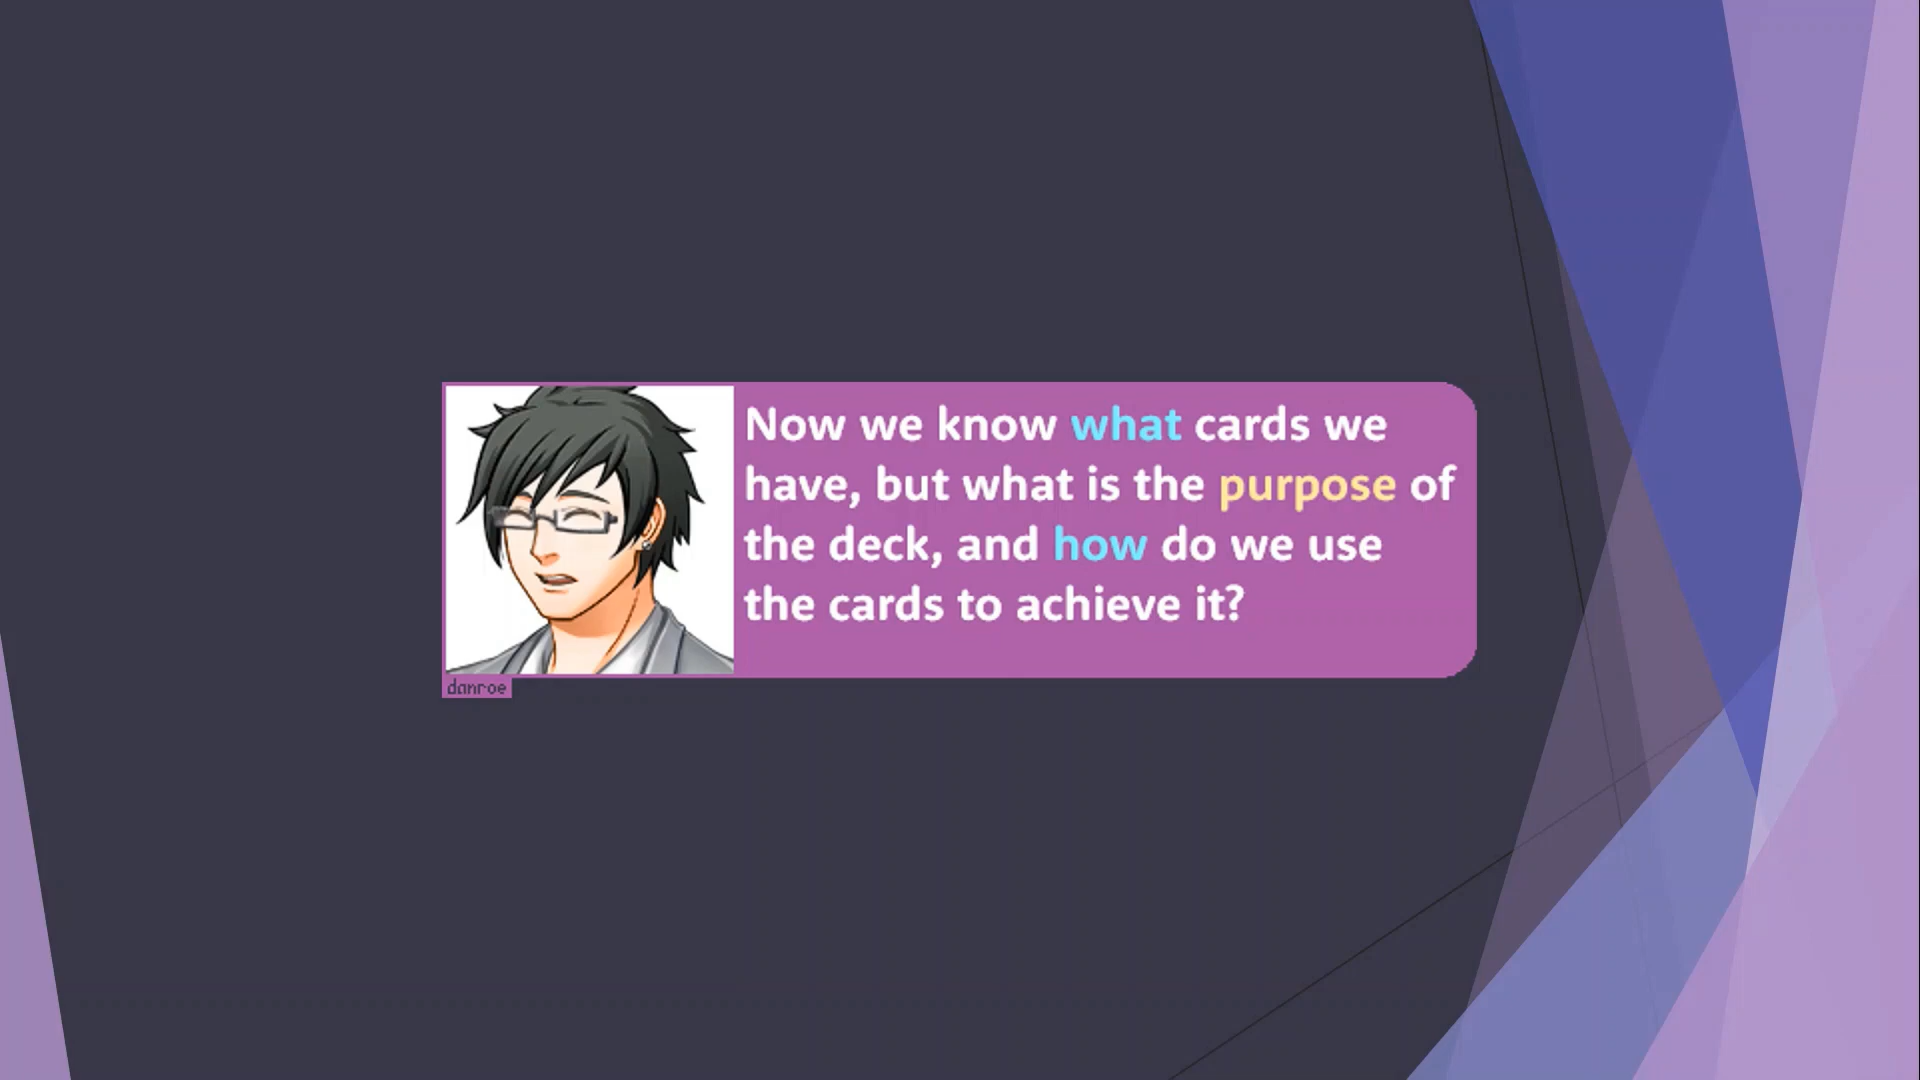 Now we know what cards we
have, but what is the purpose of
the deck, and how do we use
the cards to achieve it?
danroe